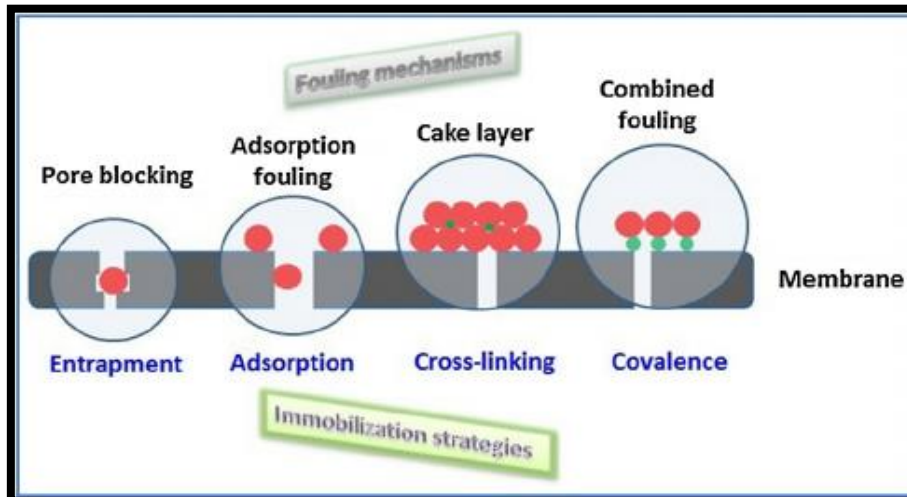 Fouling mechanisms
Pore blocking
Adsorption
fouling
Cake layer
Combined
fouling
Membrane
Entrapment
Adsorption
Cross-linking
Covalence
Immobilization strategies